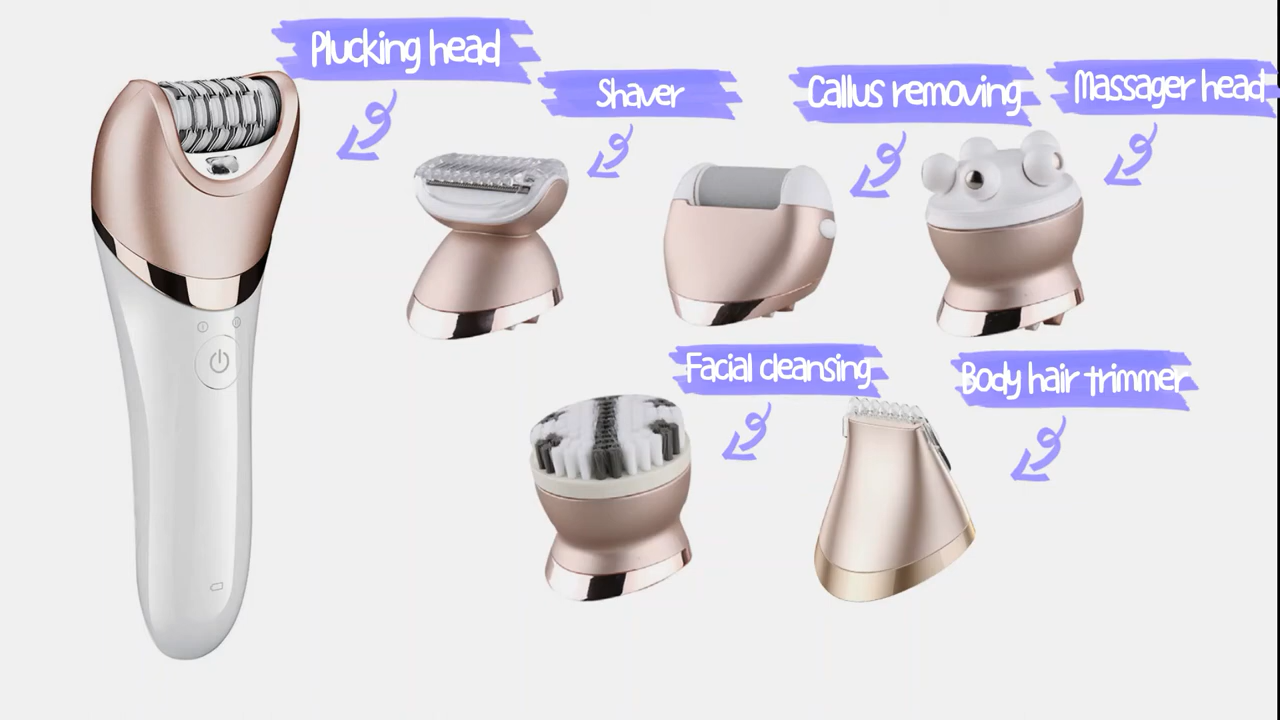 Plucking head
Shaver
Callus removing
Massager head
Facial cleansing
Body hair trimmer